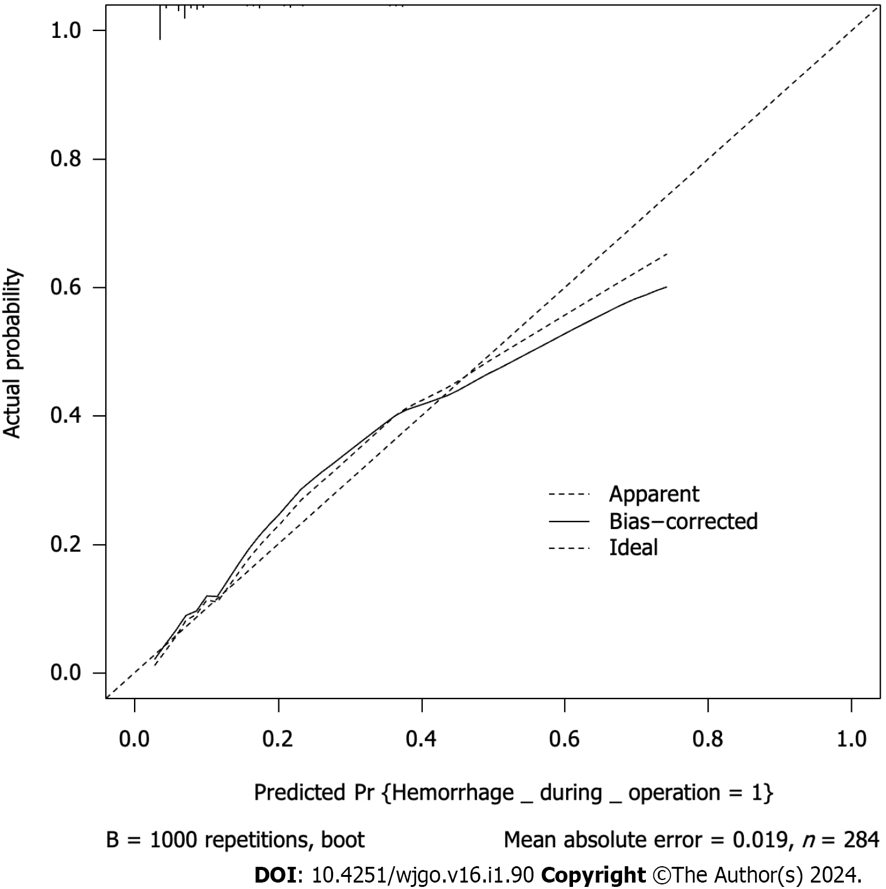 1.0
0.8
0.6
0.4
0.2
0.0
Actual probability
Apparent
Bias−corrected
Ideal
0.0 0.2 0.4 0.6 0.8 1.0
Predicted Pr {Hemorrhage _ during _ operation = 1}
B = 1000 repetitions, boot Mean absolute error = 0.019, n = 284
DOI: 10.4251/wjgo.v16.i1.90 Copyright ©The Author(s) 2024.